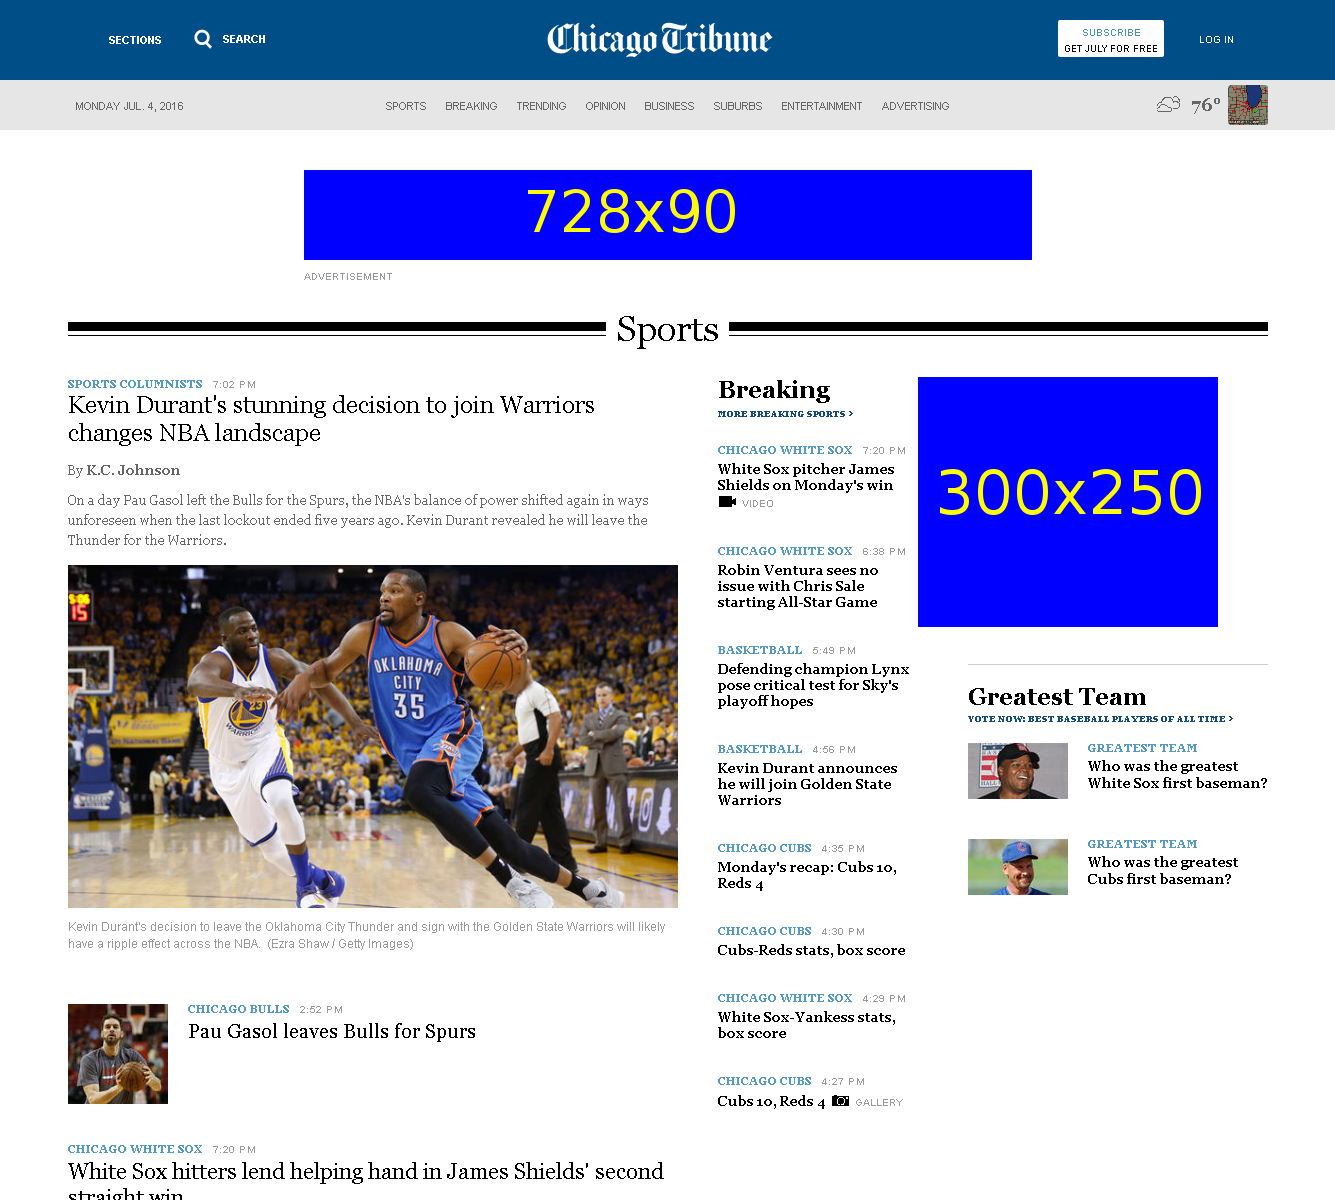 SECTIONS
SEARCH
Chicago Tribune
SUBSCRIBE
GET JULY FOR FREE
LOG IN
MONDAY JUL. 4, 2016
SPORTS
BREAKING
TRENDING
OPINION
BUSINESS
SUBURBS
ENTERTAINMENT
ADVERTISING
76°
728x90
ADVERTISEMENT
Sports
SPORTS COLUMNISTS 7:02 PM
Kevin Durant's stunning decision to join Warriors
changes NBA landscape
By K.C. Johnson
On a day Pau Gasol left the Bulls for the Spurs, the NBA's balance of power shifted again in ways
unforeseen when the last lockout ended five years ago. Kevin Durant revealed he will leave the
Thunder for the Warriors.
5:06
15
23
WARRIORS
OKLAHOMA
CITY
35
Kevin Durant's decision to leave the Oklahoma City Thunder and sign with the Golden State Warriors will likely
have a ripple effect across the NBA. (Ezra Shaw / Getty Images)
CHICAGO BULLS 2:52 PM
Pau Gasol leaves Bulls for Spurs
CHICAGO WHITE SOX 7:20 PM
White Sox hitters lend helping hand in James Shields' second
straight win
Breaking
MORE BREAKING SPORTS >
CHICAGO WHITE SOX 7:20 PM
White Sox pitcher James
Shields on Monday's win
VIDEO
CHICAGO WHITE SOX 6:38 PM
Robin Ventura sees no
issue with Chris Sale
starting All-Star Game
BASKETBALL 5:49 PM
Defending champion Lynx
pose critical test for Sky's
playoff hopes
BASKETBALL 4:56 PM
Kevin Durant announces
he will join Golden State
Warriors
CHICAGO CUBS 4:35 PM
Monday's recap: Cubs 10,
Reds 4
CHICAGO CUBS 4:30 PM
Cubs-Reds stats, box score
CHICAGO WHITE SOX 4:29 PM
White Sox-Yankess stats,
box score
CHICAGO CUBS 4:27 PM
Cubs 10, Reds 4 GALLERY
300x250
Greatest Team
VOTE NOW: BEST BASEBALL PLAYERS OF ALL TIME >
GREATEST TEAM
Who was the greatest
White Sox first baseman?
GREATEST TEAM
Who was the greatest
Cubs first baseman?